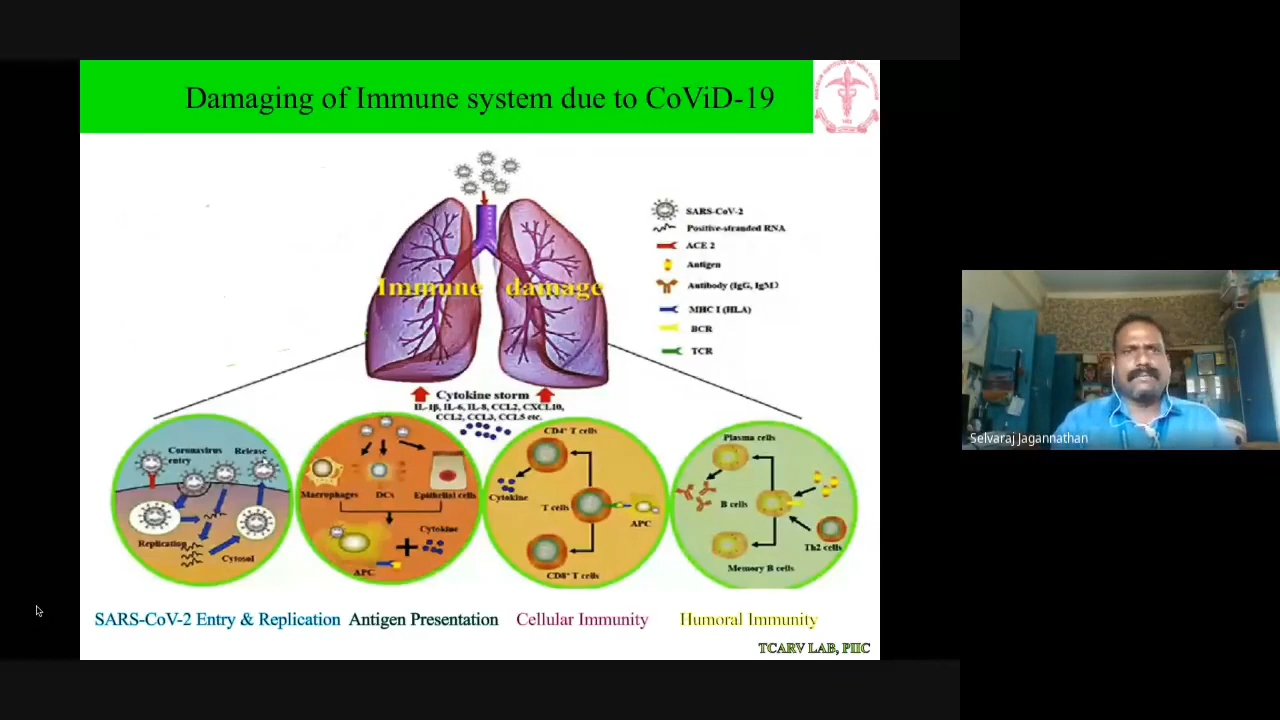 Damaging of Immune system due to CoViD-19
SARS-CoV-2
Positive-stranded RNA
ACE 2
Antigen
Antibody (IgG, IgM)
MHC I (HLA)
BCR
TCR
Immune damage
Cytokine storm
IL-1β, IL-6, IL-8, CCL2, CXCL10,
CCL2, CCL3, CCL5 etc.
Coronavirus
entry
Release
Replication
Cytosol
Macrophages
DCs
Epithelial cells
Cytokine
APC
CD4⁺ T cells
Cytokine
T cells
APC
CD8⁺ T cells
Plasma cells
B cells
Th2 cells
Memory B cells
SARS-CoV-2 Entry & Replication Antigen Presentation Cellular Immunity Humoral Immunity
TCARV LAB, PIIC
Selvaraj Jagannathan